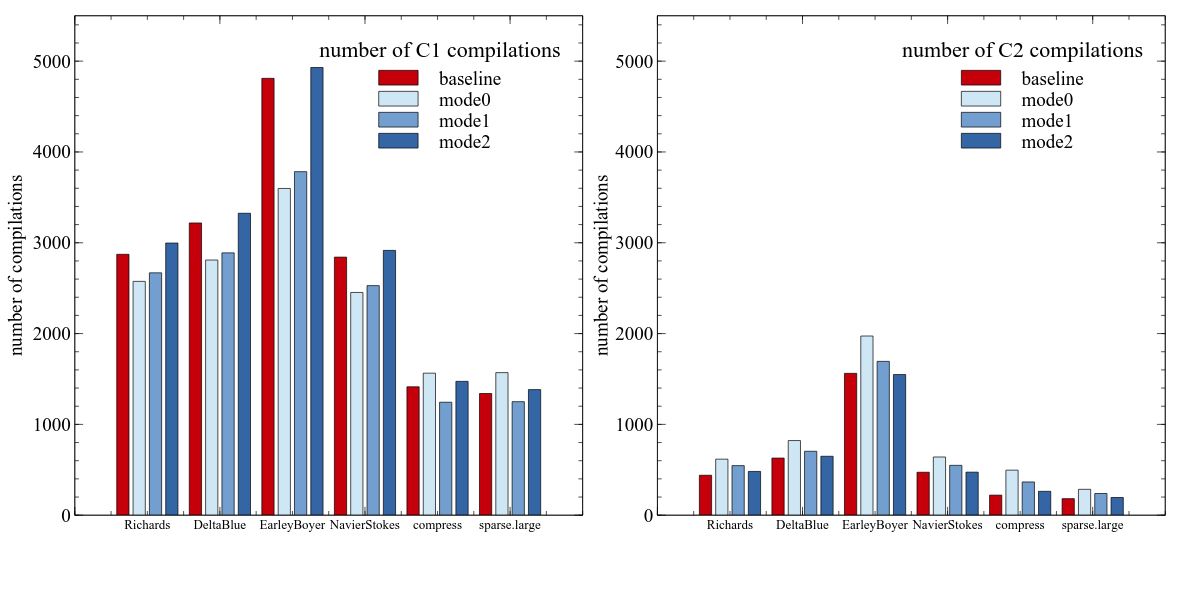 number of C1 compilations
baseline
mode0
mode1
mode2
number of compilations
5000
4000
3000
2000
1000
0
Richards DeltaBlue EarleyBoyer NavierStokes compress sparse.large
number of C2 compilations
baseline
mode0
mode1
mode2
number of compilations
5000
4000
3000
2000
1000
0
Richards DeltaBlue EarleyBoyer NavierStokes compress sparse.large